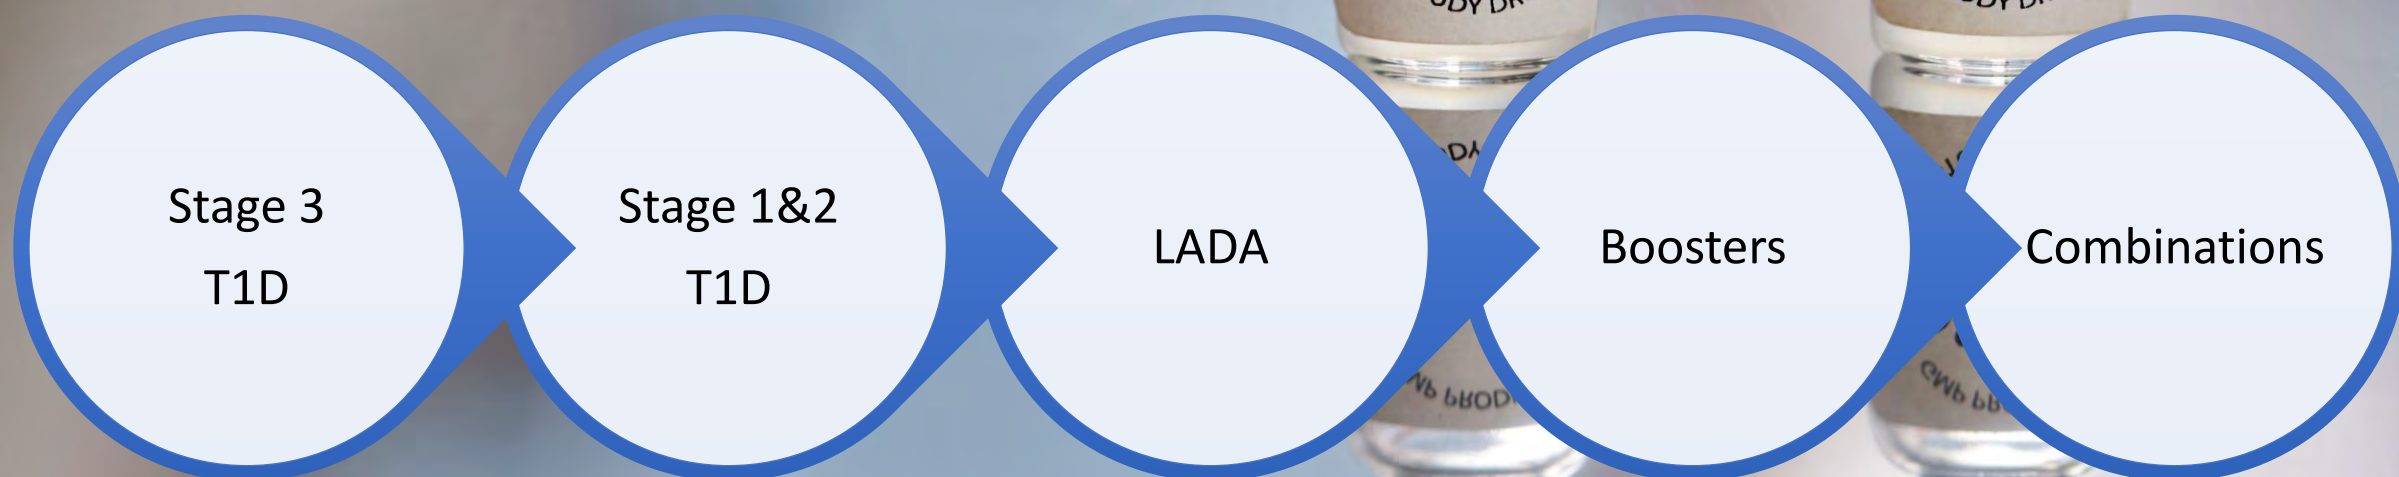 Stage 3
T1D
Stage 1&2
T1D
LADA
Boosters
Combinations